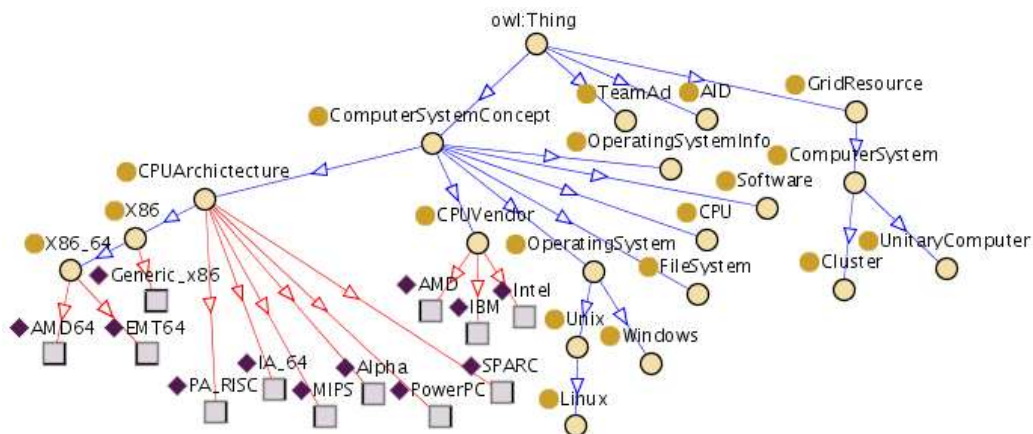 owl:Thing
TeamAd
AID
GridResource
ComputerSystemConcept
OperatingSystemInfo
ComputerSystem
CPUArchictecture
Software
X86
CPUVendor
CPU
X86_64
OperatingSystem
UnitaryComputer
Generic_x86
FileSystem
Cluster
AMD
Intel
IBM
AMD64
EMT64
Unix
Windows
IA_64
Alpha
SPARC
PA_RISC
MIPS
PowerPC
Linux